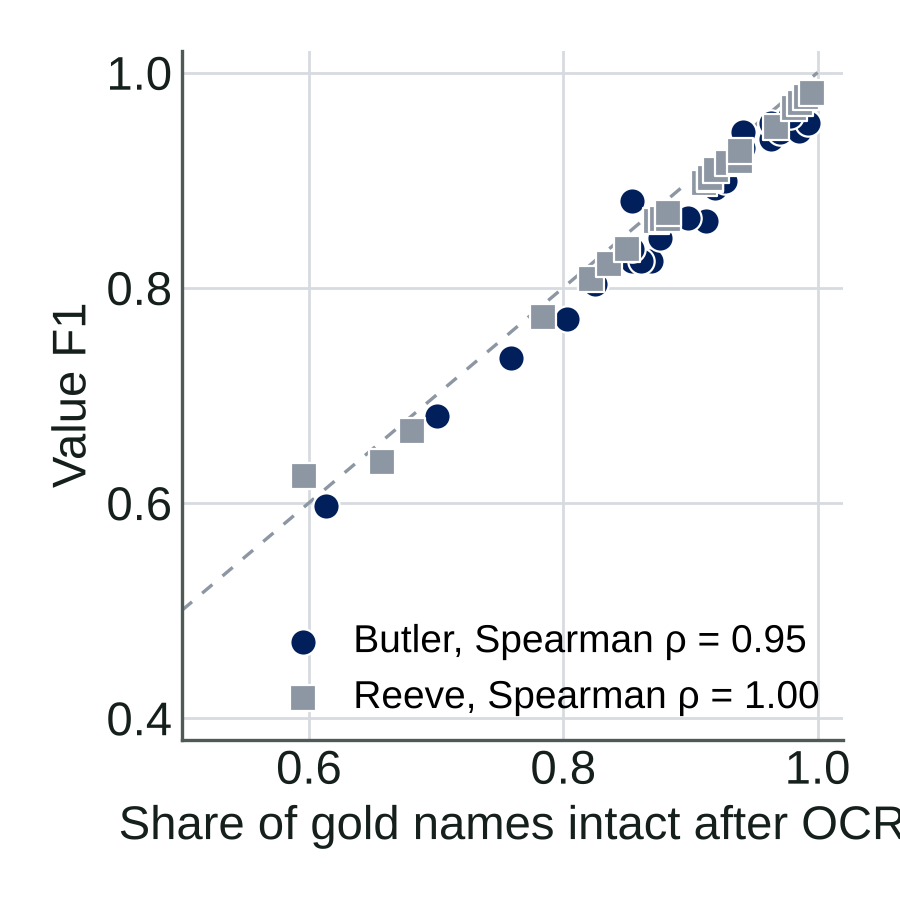 1.0
0.8
0.6
0.4
Value F1
Butler, Spearman ρ = 0.95
Reeve, Spearman ρ = 1.00
0.6 0.8 1.0
Share of gold names intact after OCR